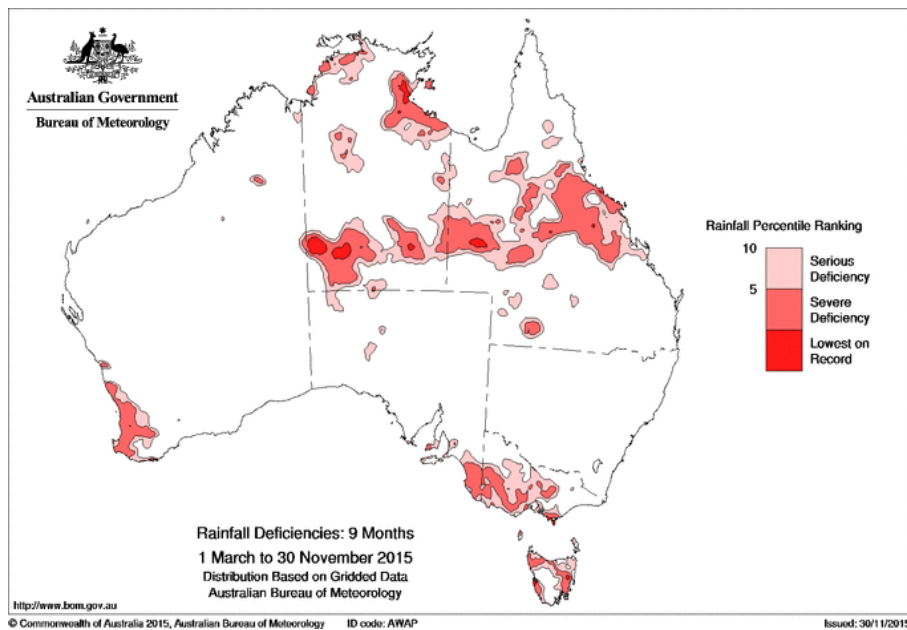 Australian Government
Bureau of Meteorology
Rainfall Percentile Ranking
10
Serious
Deficiency
5
Severe
Deficiency
Lowest on
Record
Rainfall Deficiencies: 9 Months
1 March to 30 November 2015
Distribution Based on Gridded Data
Australian Bureau of Meteorology
http://www.bom.gov.au
© Commonwealth of Australia 2015, Australian Bureau of Meteorology ID code: AWAP Issued: 30/11/2015